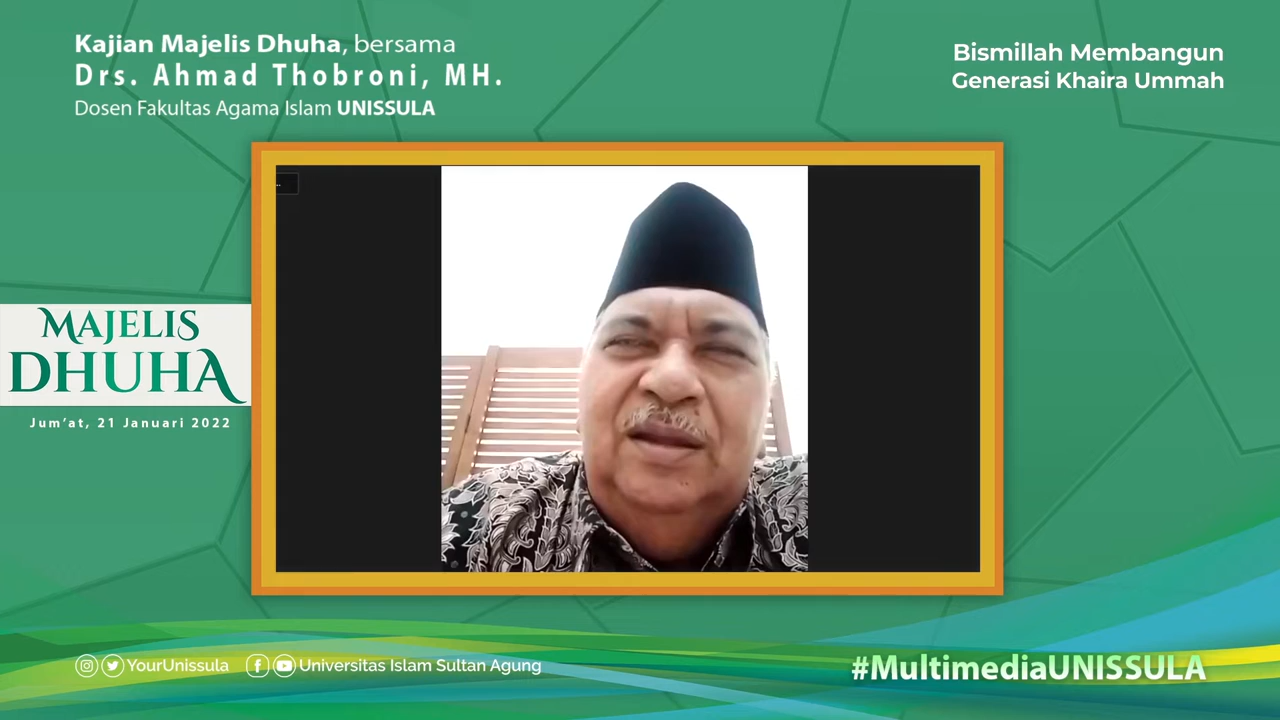 Kajian Majelis Dhuha, bersama
Drs. Ahmad Thobroni, MH.
Dosen Fakultas Agama Islam UNISSULA
Bismillah Membangun
Generasi Khaira Ummah
MAJELIS
DHUHA
Jum'at, 21 Januari 2022
YourUnissula
Universitas Islam Sultan Agung
#MultimediaUNISSULA